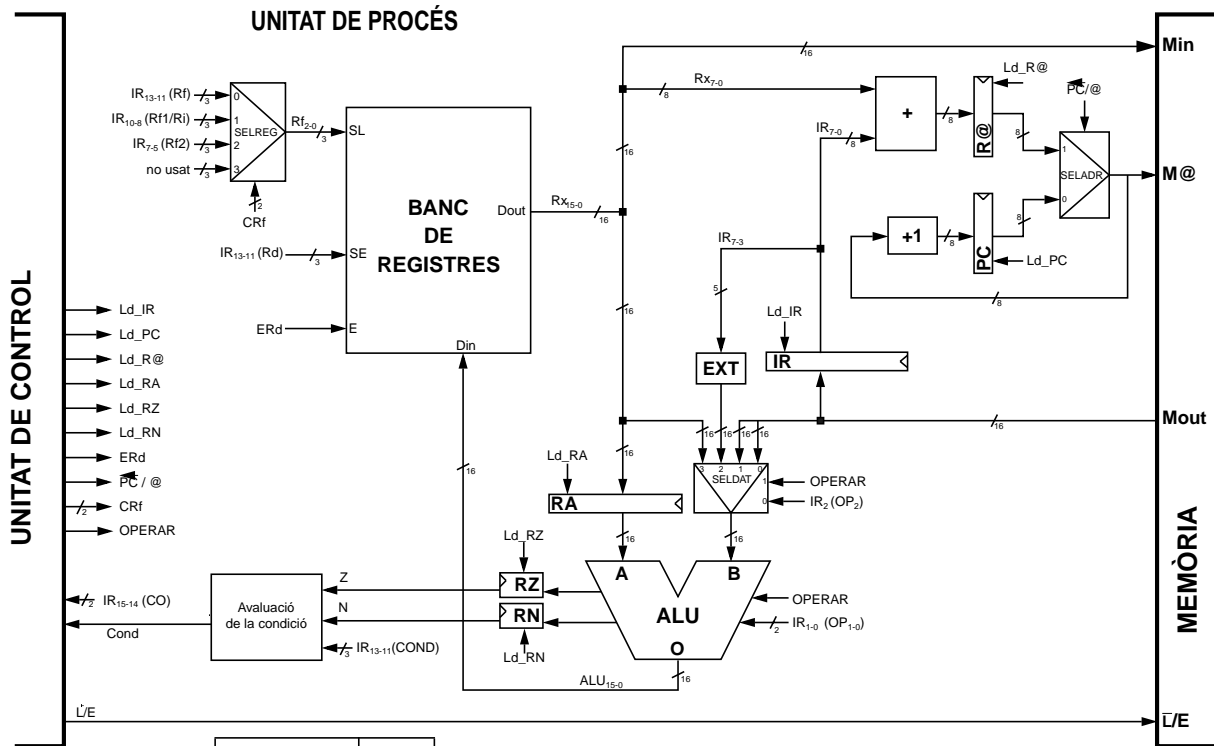 UNITAT DE PROCÉS
UNITAT DE CONTROL
MEMÒRIA
IR13-11 (Rf)
3
0
IR10-8 (Rf1/Ri)
3
1
IR7-5 (Rf2)
3
2
no usat
3
3
SELREG
2
CRf
Rf2-0
3
SL
BANC
DE
REGISTRES
Dout
IR13-11 (Rd)
3
SE
ERd
E
Din
Rx15-0
16
16
Min
Rx7-0
8
+
8
IR7-0
8
Ld_R@
R@
8
PC/@
1
SELADR
0
M@
+1
8
PC
8
Ld_PC
8
16
IR7-3
5
EXT
Ld_IR
IR
16
16
Mout
16
16
16
16
16
3
2
1
0
SELDAT
1
OPERAR
0
IR2 (OP2)
Ld_RA
RA
16
16
16
A
B
ALU
O
OPERAR
2
IR1-0 (OP1-0)
Ld_RZ
RZ
RN
Ld_RN
Z
N
Avaluació
de la condició
3
IR13-11(COND)
ALU15-0
16
Ld_IR
Ld_PC
Ld_R@
Ld_RA
Ld_RZ
Ld_RN
ERd
PC / @
2
CRf
OPERAR
2
IR15-14 (CO)
Cond
L/E
L/E